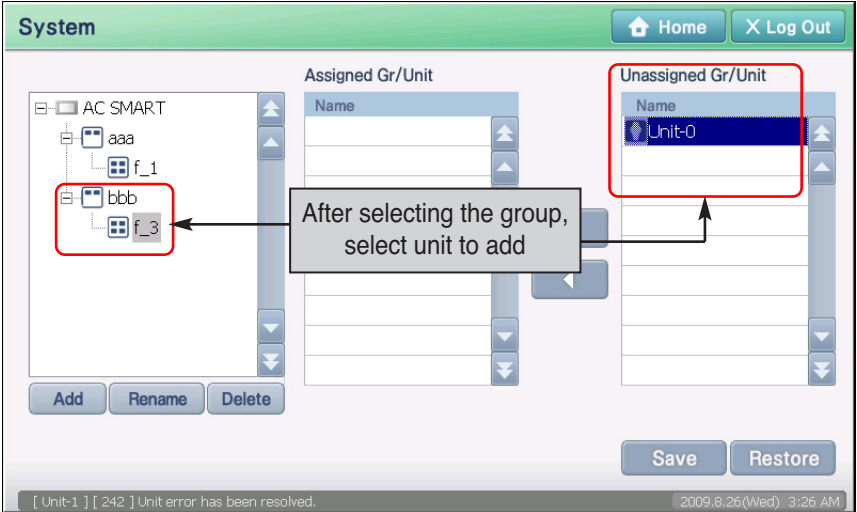 System
Home
X Log Out
Assigned Gr/Unit
Unassigned Gr/Unit
AC SMART
aaa
f_1
bbb
f_3
Name
Name
Unit-0
After selecting the group,
select unit to add
Add
Rename
Delete
Save
Restore
[ Unit-1 ] [ 242 ] Unit error has been resolved.
2009.8.26(Wed) 3:26 AM